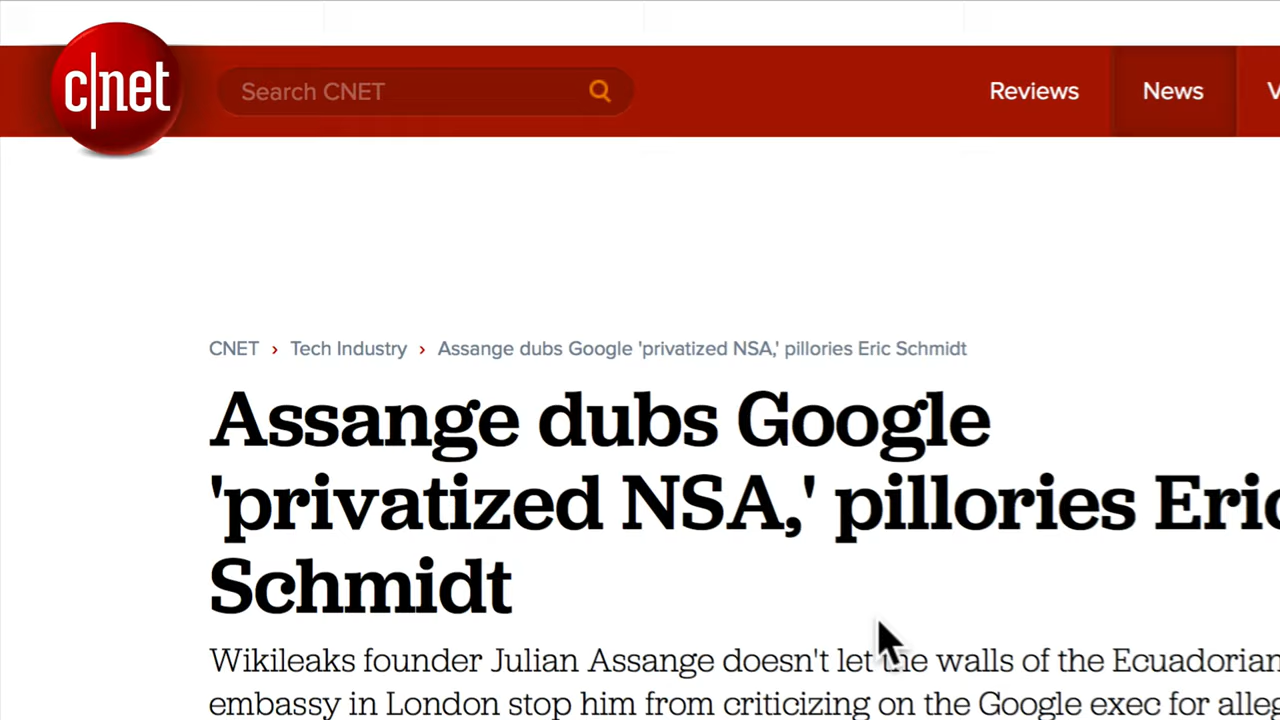 c|net
Search CNET
Reviews
News
CNET › Tech Industry › Assange dubs Google 'privatized NSA,' pillories Eric Schmidt
Assange dubs Google
'privatized NSA,' pillories Eric
Schmidt
Wikileaks founder Julian Assange doesn't let the walls of the Ecuadorian
embassy in London stop him from criticizing on the Google exec for